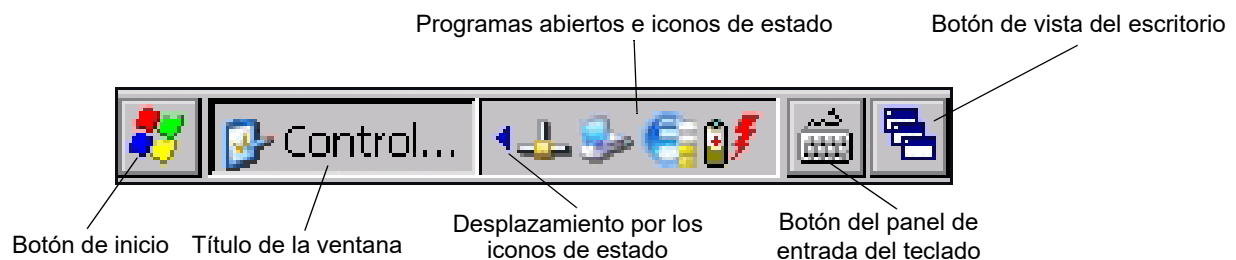 Programas abiertos e iconos de estado
Botón de vista del escritorio
Control...
Botón de inicio
Título de la ventana
Desplazamiento por los
iconos de estado
Botón del panel de
entrada del teclado